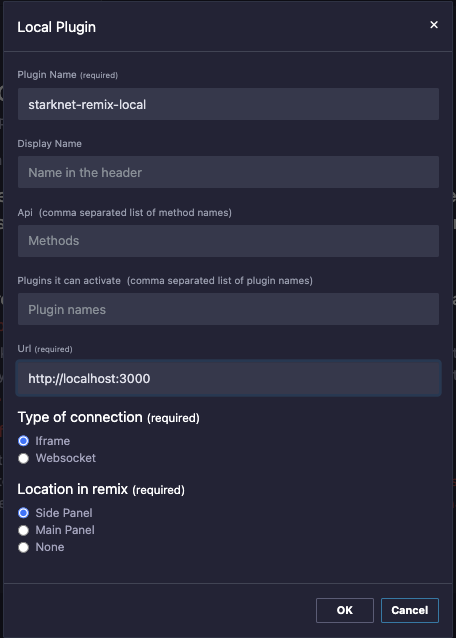 Local Plugin
Plugin Name (required)
starknet-remix-local
Display Name
Name in the header
Api (comma separated list of method names)
Methods
Plugins it can activate (comma separated list of plugin names)
Plugin names
Url (required)
http://localhost:3000
Type of connection (required)
Iframe
Websocket
Location in remix (required)
Side Panel
Main Panel
None
OK Cancel